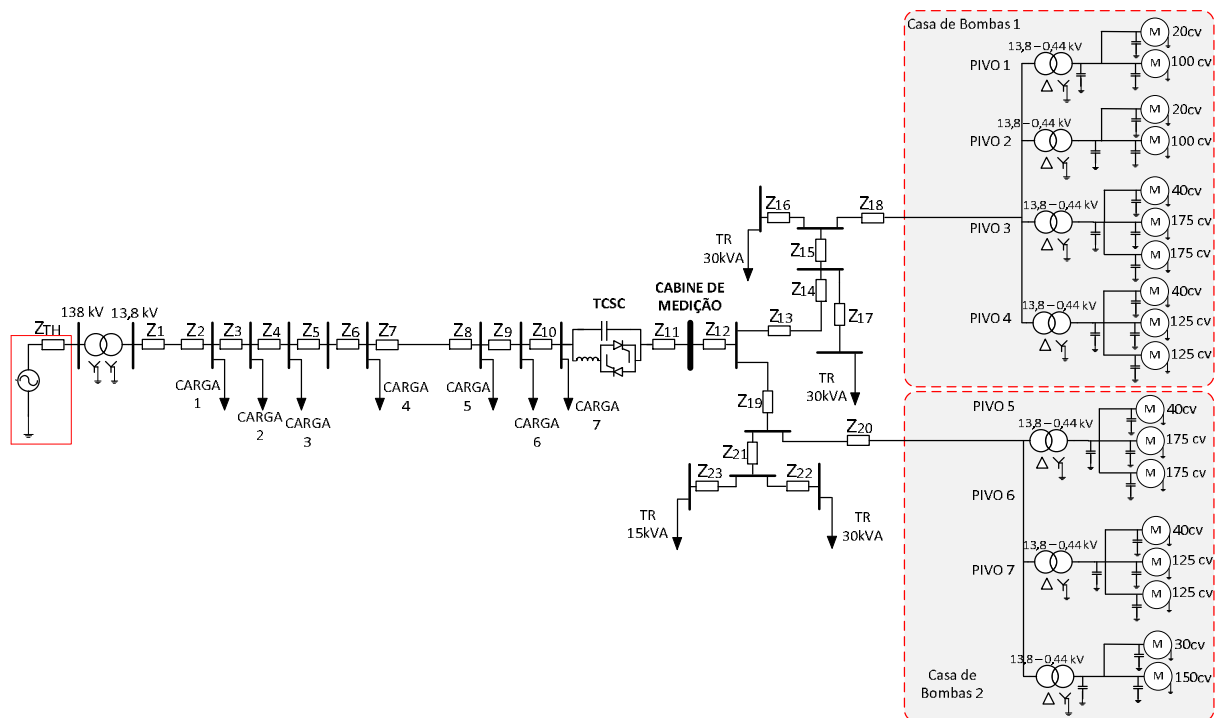 Casa de Bombas 1
13,8–0,44 kV
PIVO 1
20cv
M
100 cv
M
13,8–0,44 kV
PIVO 2
20cv
M
100 cv
M
13,8–0,44 kV
PIVO 3
40cv
M
175 cv
M
175 cv
M
13,8–0,44 kV
PIVO 4
40cv
M
125 cv
M
125 cv
M
Z16
Z18
TR
30kVA
Z15
Z14
Z13
Z17
TR
30kVA
138 kV
13,8 kV
ZTH
Z1
Z2
Z3
Z4
Z5
Z6
Z7
Z8
Z9
Z10
TCSC
Z11
CABINE DE
MEDIÇÃO
Z12
CARGA
1
CARGA
2
CARGA
3
CARGA
4
CARGA
5
CARGA
6
CARGA
7
Z19
Z20
Z21
Z23
Z22
TR
15kVA
TR
30kVA
PIVO 5
13,8–0,44 kV
40cv
M
175 cv
M
175 cv
M
PIVO 6
13,8–0,44 kV
PIVO 7
40cv
M
125 cv
M
125 cv
M
13,8–0,44 kV
30cv
M
150cv
M
Casa de
Bombas 2